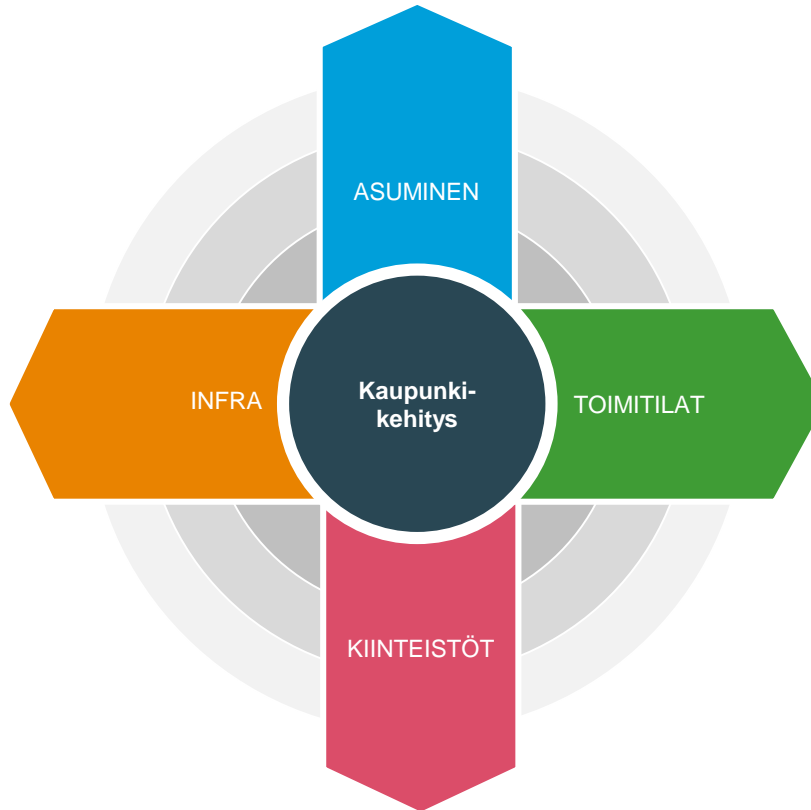 ASUMINEN
INFRA
Kaupunki-
kehitys
TOIMITILAT
KIINTEISTÖT